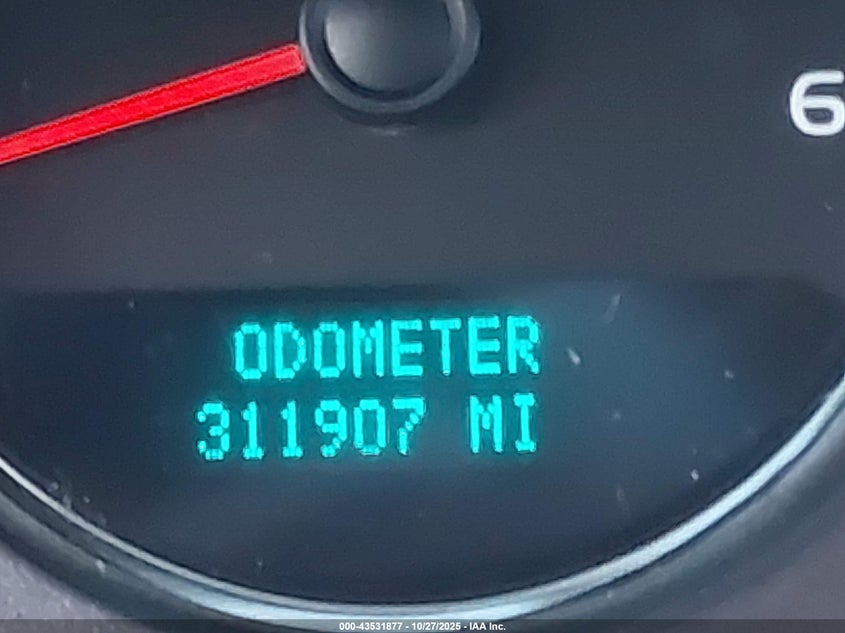 6
ODOMETER
311907 MI
000-43531877 - 10/27/2025 - IAA Inc.